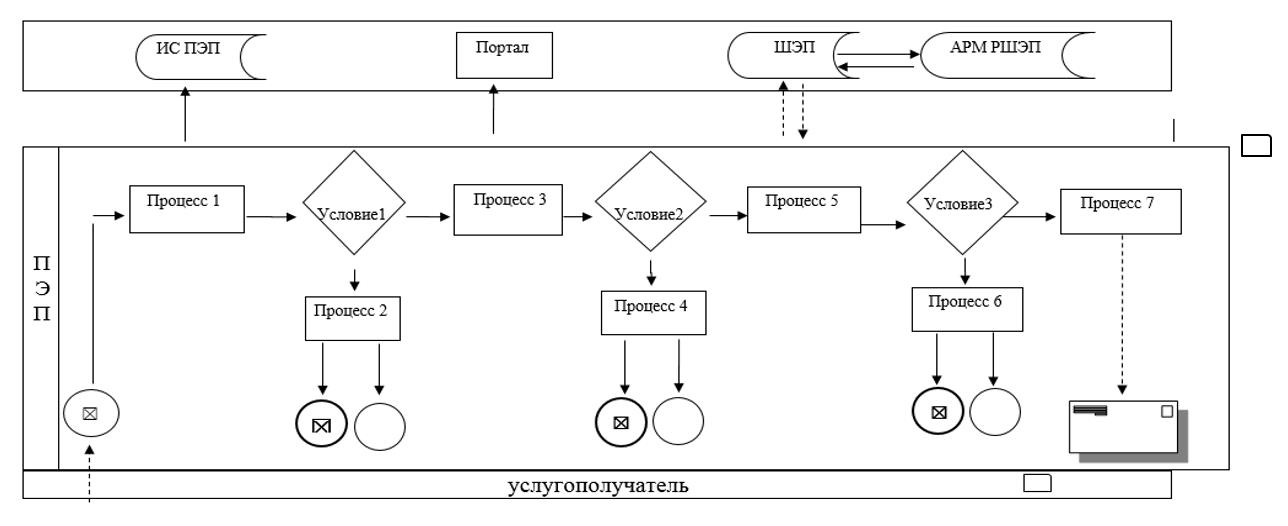 ИС ПЭП
Портал
ШЭП
АРМ РШЭП
Процесс 1
Условие1
Процесс 3
Условие2
Процесс 5
Условие3
Процесс 7
П
Э
П
Процесс 2
Процесс 4
Процесс 6
услугополучатель